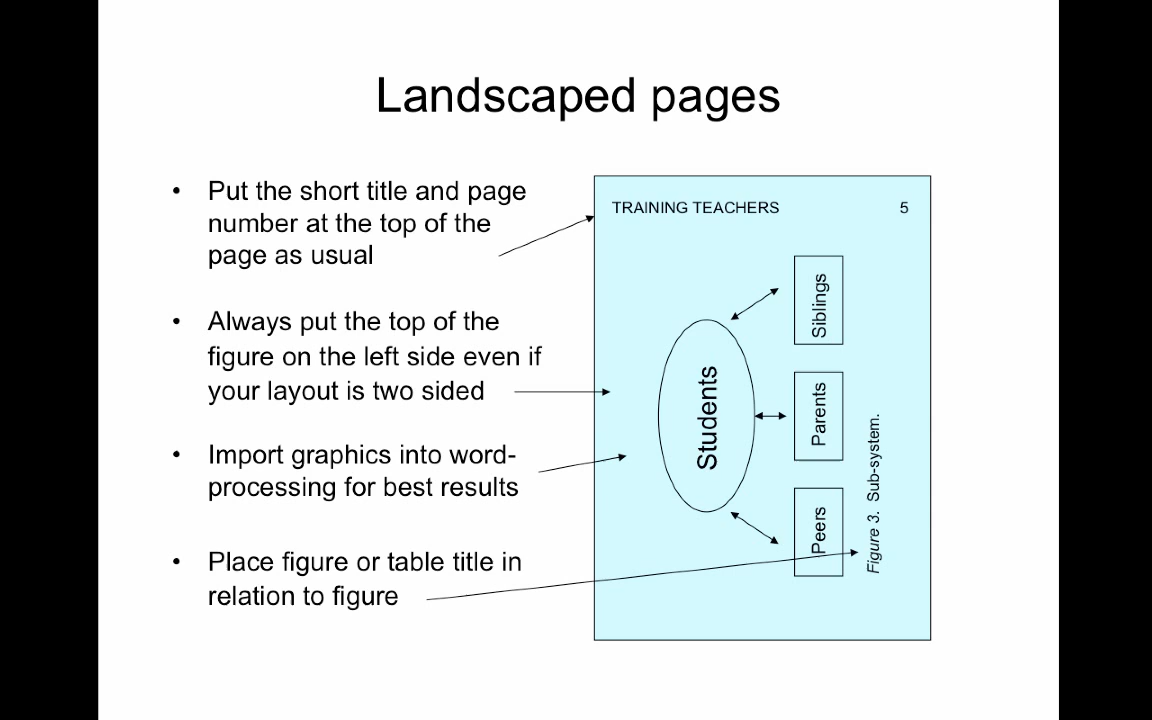 Landscaped pages
• Put the short title and page
number at the top of the
page as usual
• Always put the top of the
figure on the left side even if
your layout is two sided
• Import graphics into word-
processing for best results
• Place figure or table title in
relation to figure
TRAINING TEACHERS 5
Students
Siblings
Parents
Peers
Figure 3. Sub-system.